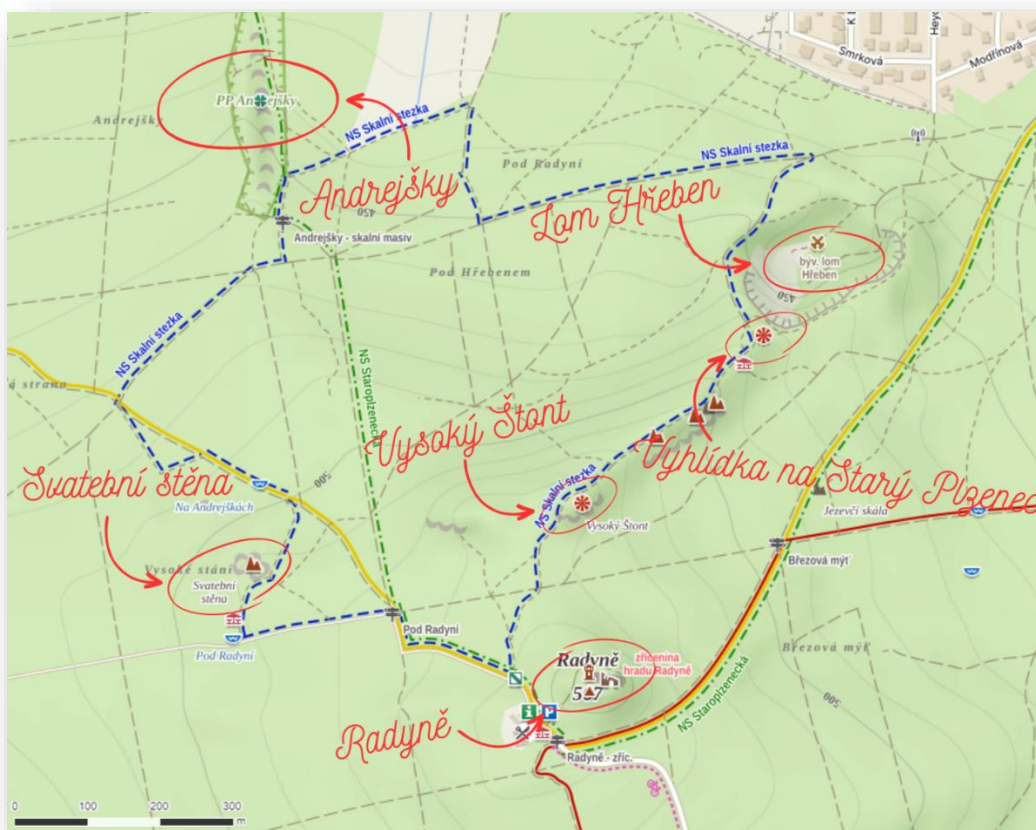 K
Heyd
Smrková
Modřínová
PP Andrejšky
Andrejšky
NS Skalní stezka
Pod Radyní
NS Skalní stezka
Andrejšky
Lom Hřeben
450
Andrejšky - skalní masiv
Pod Hřebenem
býv. lom
Hřeben
450
NS Skalní stezka
NS Staroplzenecká
á strana
Vysoký Štont
Vyhlídka na Starý Plzenec
Svatební stěna
NS Skalní stezka
500
Na Andrejškách
Vysoký Štont
Jezevčí skála
Březová mýť
Vysoké stání
Svatební
stěna
Pod Radyní
Pod Radyní
Březová mýť
Radyně
zřícenina
hradu Radyně
NS Staroplzenecká
500
Radyně
Radyně - zříc.
0 100 200 300
m